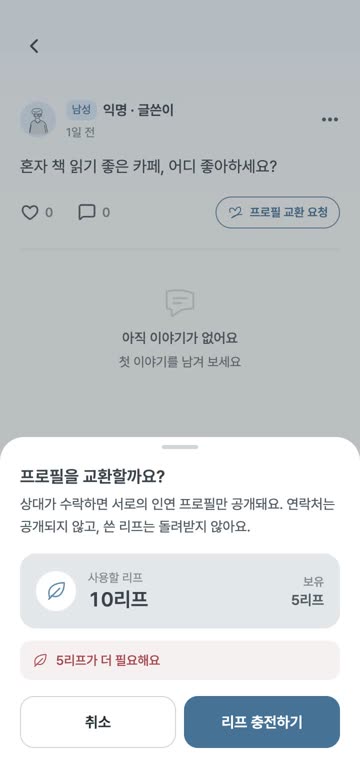 남성 익명 · 글쓴이
1일 전
혼자 책 읽기 좋은 카페, 어디 좋아하세요?
0 0 프로필 교환 요청
아직 이야기가 없어요
첫 이야기를 남겨 보세요
프로필을 교환할까요?
상대가 수락하면 서로의 인연 프로필만 공개돼요. 연락처는
공개되지 않고, 쓴 리프는 돌려받지 않아요.
사용할 리프
10리프
보유
5리프
5리프가 더 필요해요
취소
리프 충전하기